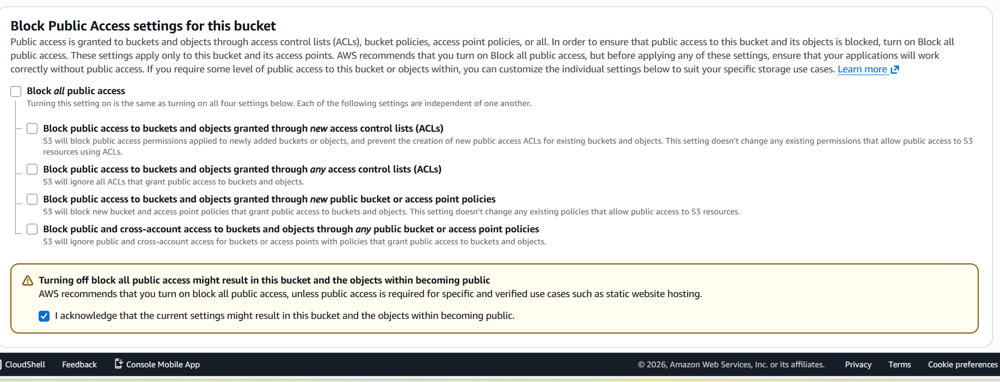 Block Public Access settings for this bucket
Public access is granted to buckets and objects through access control lists (ACLs), bucket policies, access point policies, or all. In order to ensure that public access to this bucket and its objects is blocked, turn on Block all
public access. These settings apply only to this bucket and its access points. AWS recommends that you turn on Block all public access, but before applying any of these settings, ensure that your applications will work
correctly without public access. If you require some level of public access to this bucket or objects within, you can customize the individual settings below to suit your specific storage use cases. Learn more
Block all public access
Turning this setting on is the same as turning on all four settings below. Each of the following settings are independent of one another.
Block public access to buckets and objects granted through new access control lists (ACLs)
S3 will block public access permissions applied to newly added buckets or objects, and prevent the creation of new public access ACLs for existing buckets and objects. This setting doesn't change any existing permissions that allow public access to S3
resources using ACLs.
Block public access to buckets and objects granted through any access control lists (ACLs)
S3 will ignore all ACLs that grant public access to buckets and objects.
Block public access to buckets and objects granted through new public bucket or access point policies
S3 will block new bucket and access point policies that grant public access to buckets and objects. This setting doesn't change any existing policies that allow public access to S3 resources.
Block public and cross-account access to buckets and objects through any public bucket or access point policies
S3 will ignore public and cross-account access for buckets or access points with policies that grant public access to buckets and objects.
Turning off block all public access might result in this bucket and the objects within becoming public
AWS recommends that you turn on block all public access, unless public access is required for specific and verified use cases such as static website hosting.
I acknowledge that the current settings might result in this bucket and the objects within becoming public.
CloudShell Feedback Console Mobile App © 2026, Amazon Web Services, Inc. or its affiliates. Privacy Terms Cookie preferences